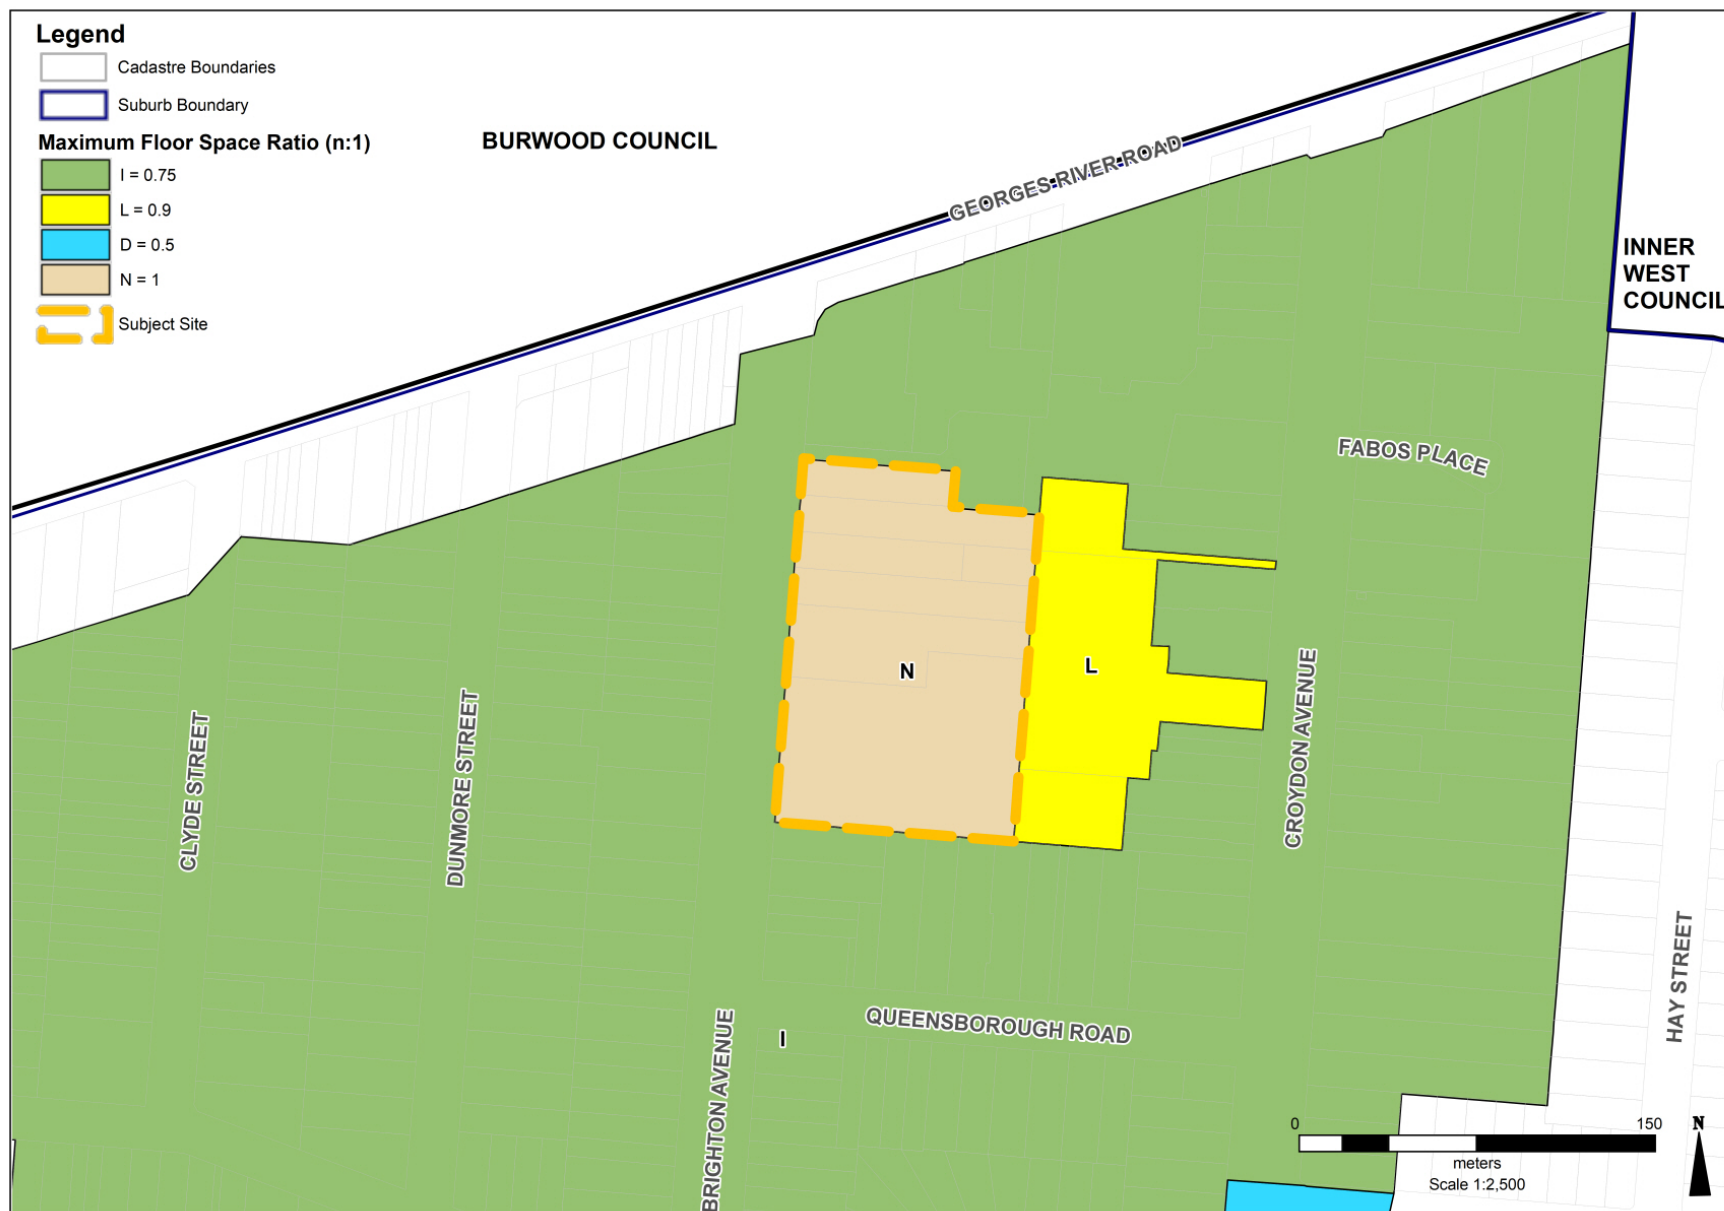 Legend
Cadastre Boundaries
Suburb Boundary
Maximum Floor Space Ratio (n:1)
I = 0.75
L = 0.9
D = 0.5
N = 1
Subject Site
BURWOOD COUNCIL
GEORGES RIVER ROAD
INNER
WEST
COUNCIL
FABOS PLACE
N
L
CLYDE STREET
DUNMORE STREET
CROYDON AVENUE
HAY STREET
QUEENSBOROUGH ROAD
I
BRIGHTON AVENUE
0 150
meters
Scale 1:2,500
N